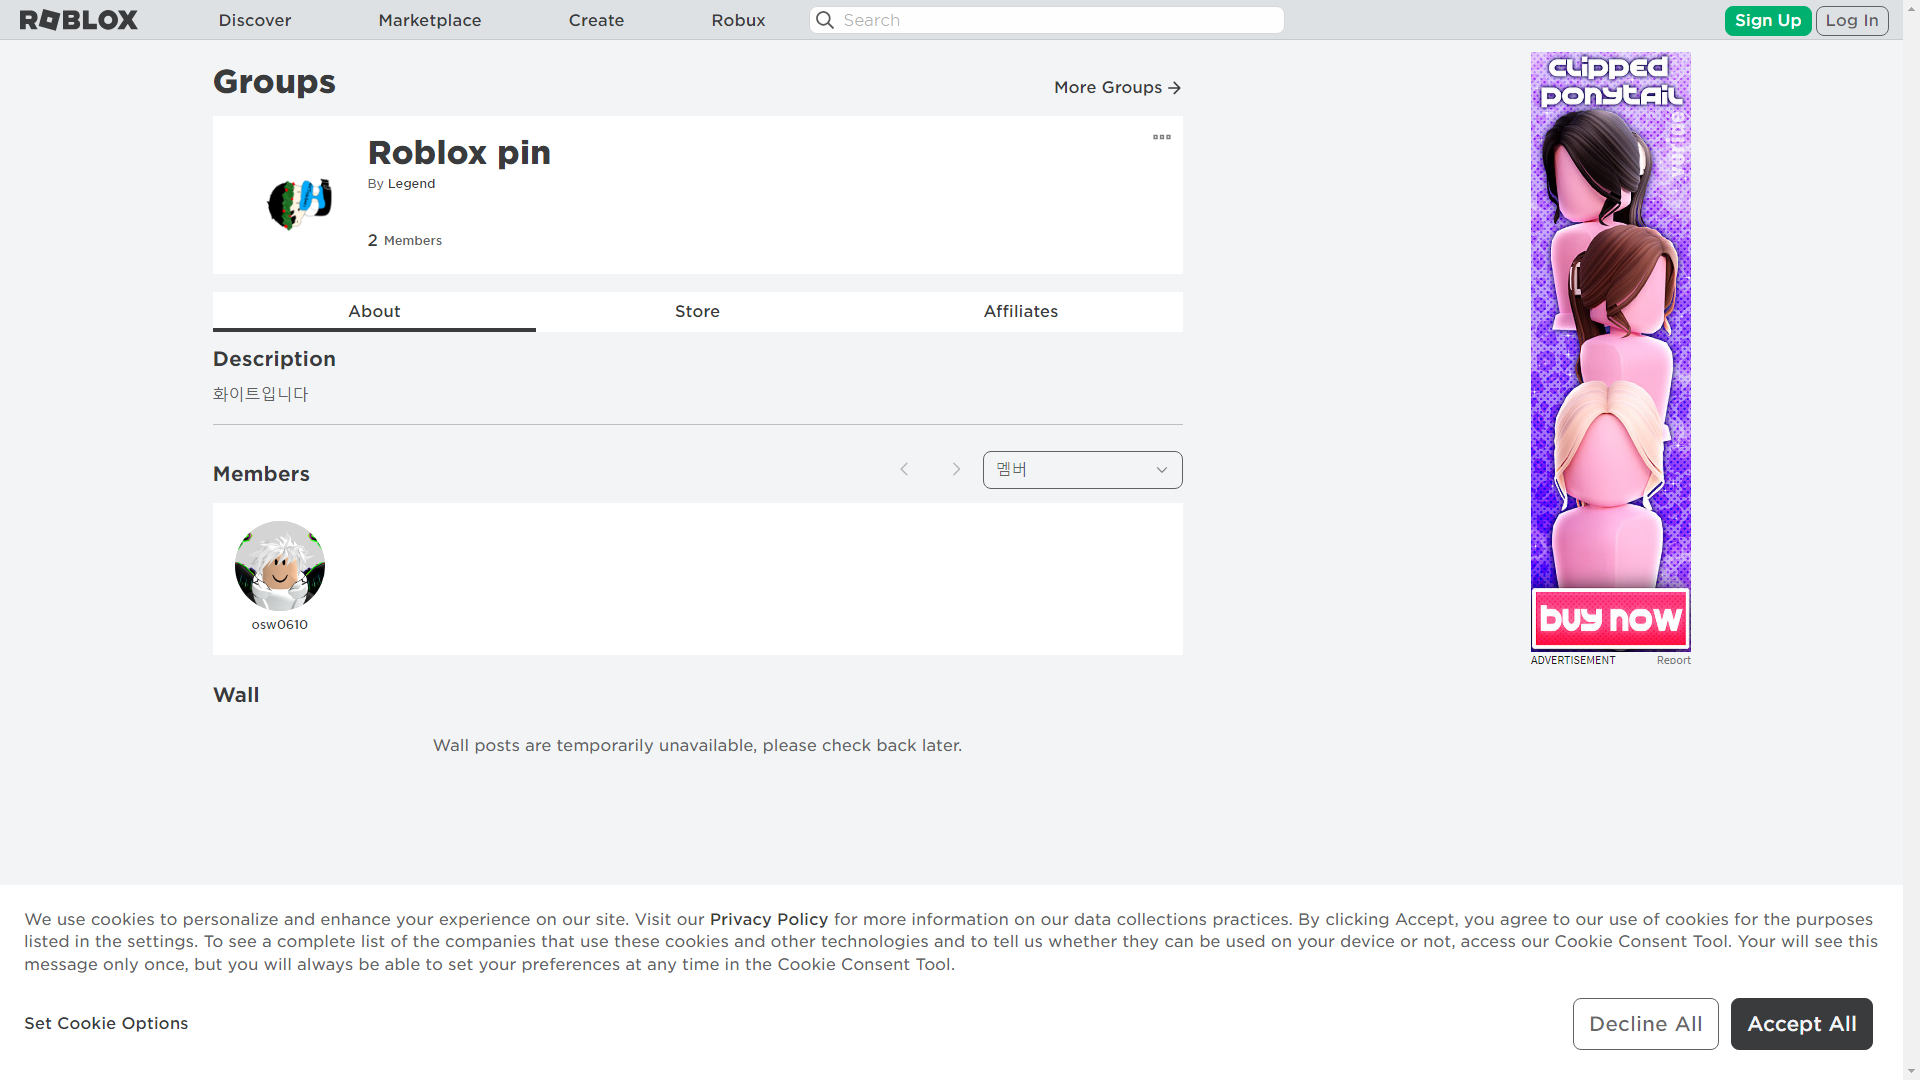 ROBLOX
Discover
Marketplace
Create
Robux
Search
Sign Up
Log In
Groups
More Groups
Roblox pin
By Legend
2 Members
About
Store
Affiliates
Description
화이트입니다
Members
멤버
osw0610
Wall
Wall posts are temporarily unavailable, please check back later.
CLIPPED
PONYTAIL
BUY NOW
ADVERTISEMENT
Report
We use cookies to personalize and enhance your experience on our site. Visit our Privacy Policy for more information on our data collections practices. By clicking Accept, you agree to our use of cookies for the purposes
listed in the settings. To see a complete list of the companies that use these cookies and other technologies and to tell us whether they can be used on your device or not, access our Cookie Consent Tool. Your will see this
message only once, but you will always be able to set your preferences at any time in the Cookie Consent Tool.
Set Cookie Options
Decline All
Accept All